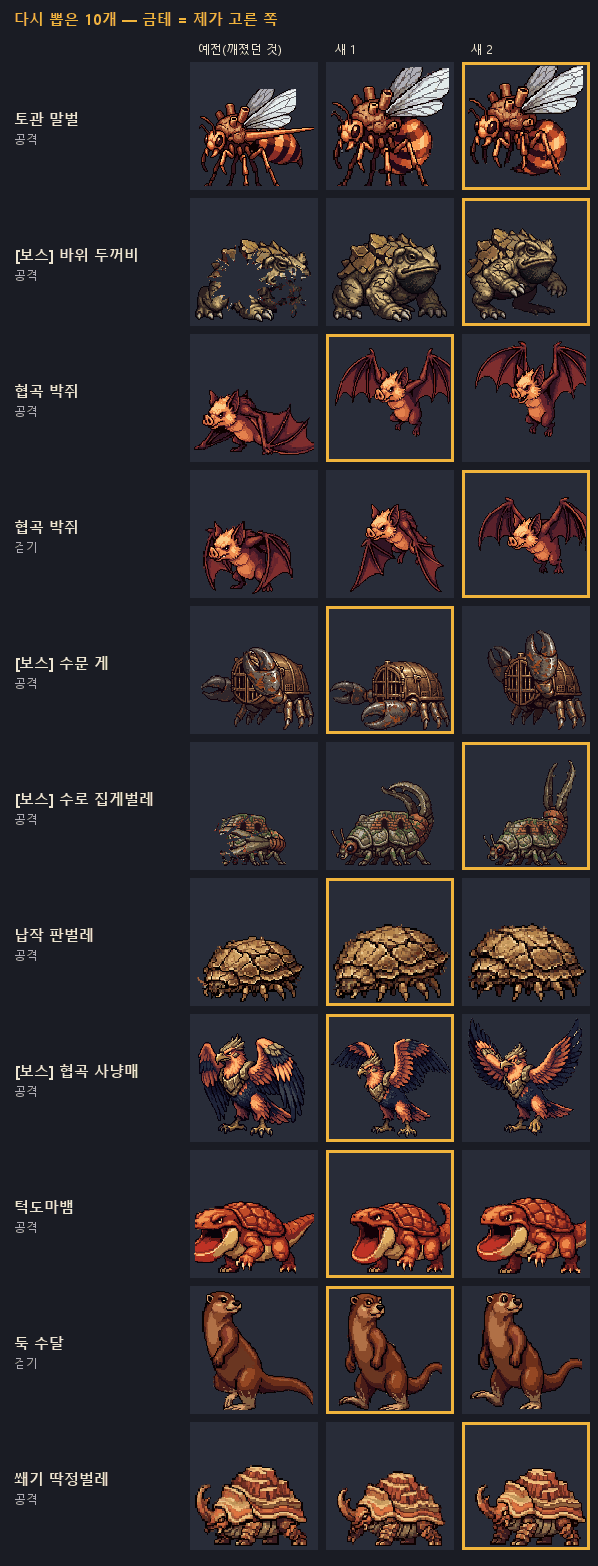 다시 뽑은 10개 — 금테 = 제가 고른 쪽
예전(깨졌던 것) 새 1 새 2
토관 말벌
공격
[보스] 바위 두꺼비
공격
협곡 박쥐
공격
협곡 박쥐
걷기
[보스] 수문 게
공격
[보스] 수로 집게벌레
공격
납작 판벌레
공격
[보스] 협곡 사냥매
공격
턱도마뱀
공격
둑 수달
걷기
쐐기 딱정벌레
공격